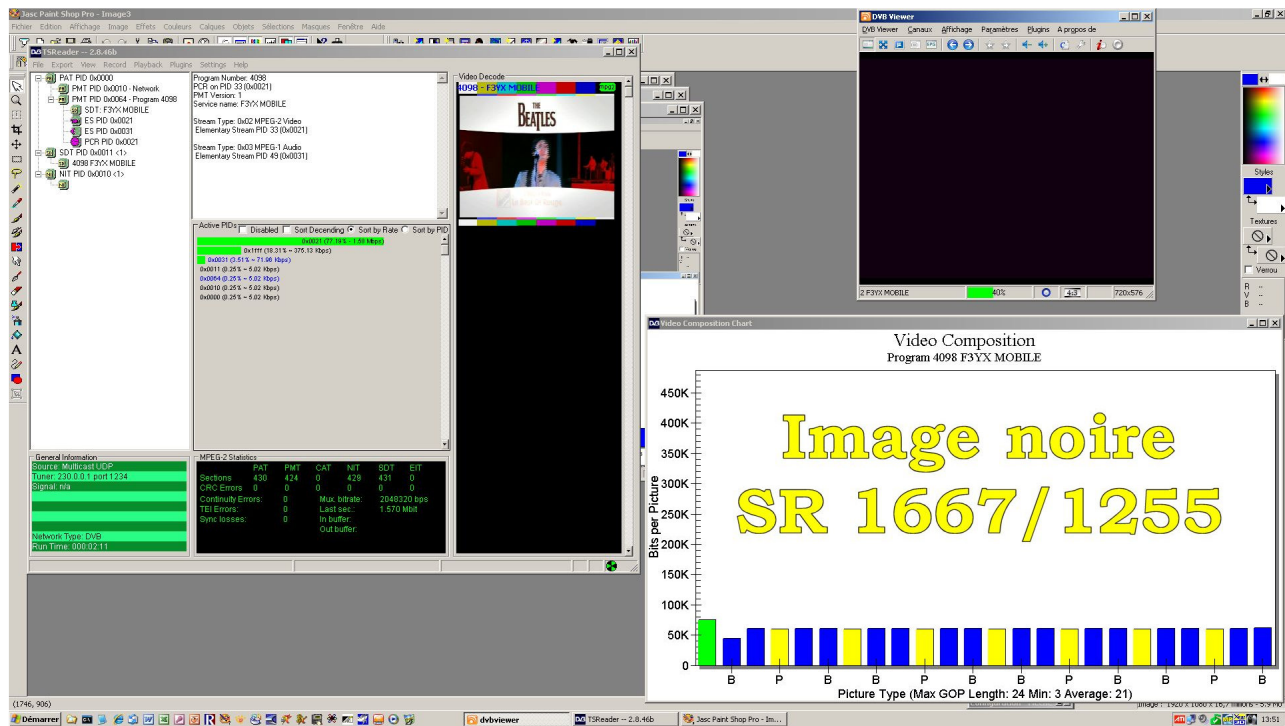 Jasc Paint Shop Pro - Image3
Fichier Edition Affichage Image Effets Couleurs Calques Objets Sélections Masques Fenêtre Aide
TSReader -- 2.8.46b
File Export View Record Playback Plugins Settings Help
PAT PID 0x0000
PMT PID 0x0010 - Network
PMT PID 0x0064 - Program 4098
SDT: F3YX MOBILE
ES PID 0x0021
ES PID 0x0031
PCR PID 0x0021
SDT PID 0x0011 <1>
4098 F3YX MOBILE
NIT PID 0x0010 <1>
Program Number: 4098
PCR on PID 33 (0x0021)
PMT Version: 1
Service name: F3YX MOBILE
Stream Type: 0x02 MPEG-2 Video
Elementary Stream PID 33 (0x0021)
Stream Type: 0x03 MPEG-1 Audio
Elementary Stream PID 49 (0x0031)
Active PIDs Disabled Sort Decending Sort by Rate Sort by PID
0x0021 (77.19% ~ 1.58 Mbps)
0x1fff (18.31% ~ 375.13 Kbps)
0x0031 (3.51% ~ 71.96 Kbps)
0x0011 (0.25% ~ 5.02 Kbps)
0x0064 (0.25% ~ 5.02 Kbps)
0x0010 (0.25% ~ 5.02 Kbps)
0x0000 (0.25% ~ 5.02 Kbps)
Video Decode
4098 - F3YX MOBILE
THE
BEATLES
General Information
Source: Multicast UDP
Tuner: 230.0.0.1 port 1234
Signal: n/a
Network Type: DVB
Run Time: 000:02:11
MPEG-2 Statistics
PAT PMT CAT NIT SDT EIT
Sections 430 424 0 429 431 0
CRC Errors 0 0 0 0 0 0
Continuity Errors: 0 Mux. bitrate: 2048320 bps
TEI Errors: 0 Last sec.: 1.570 Mbit
Sync losses: 0 In buffer:
Out buffer:
DVB Viewer
DVB Viewer Canaux Affichage Paramètres Plugins A propos de
2 F3YX MOBILE 40% 4:3 720x576
Styles
Textures
Verrou
R --
V --
B --
Video Composition Chart
Video Composition
Program 4098 F3YX MOBILE
Image noire
SR 1667/1255
Bits per Picture
450K
400K
350K
300K
250K
200K
150K
100K
50K
0
B P B B P B B P B B P B
Picture Type (Max GOP Length: 24 Min: 3 Average: 21)
(1746, 906)
Démarrer
dvbviewer
TSReader -- 2.8.46b
Jasc Paint Shop Pro - Im...